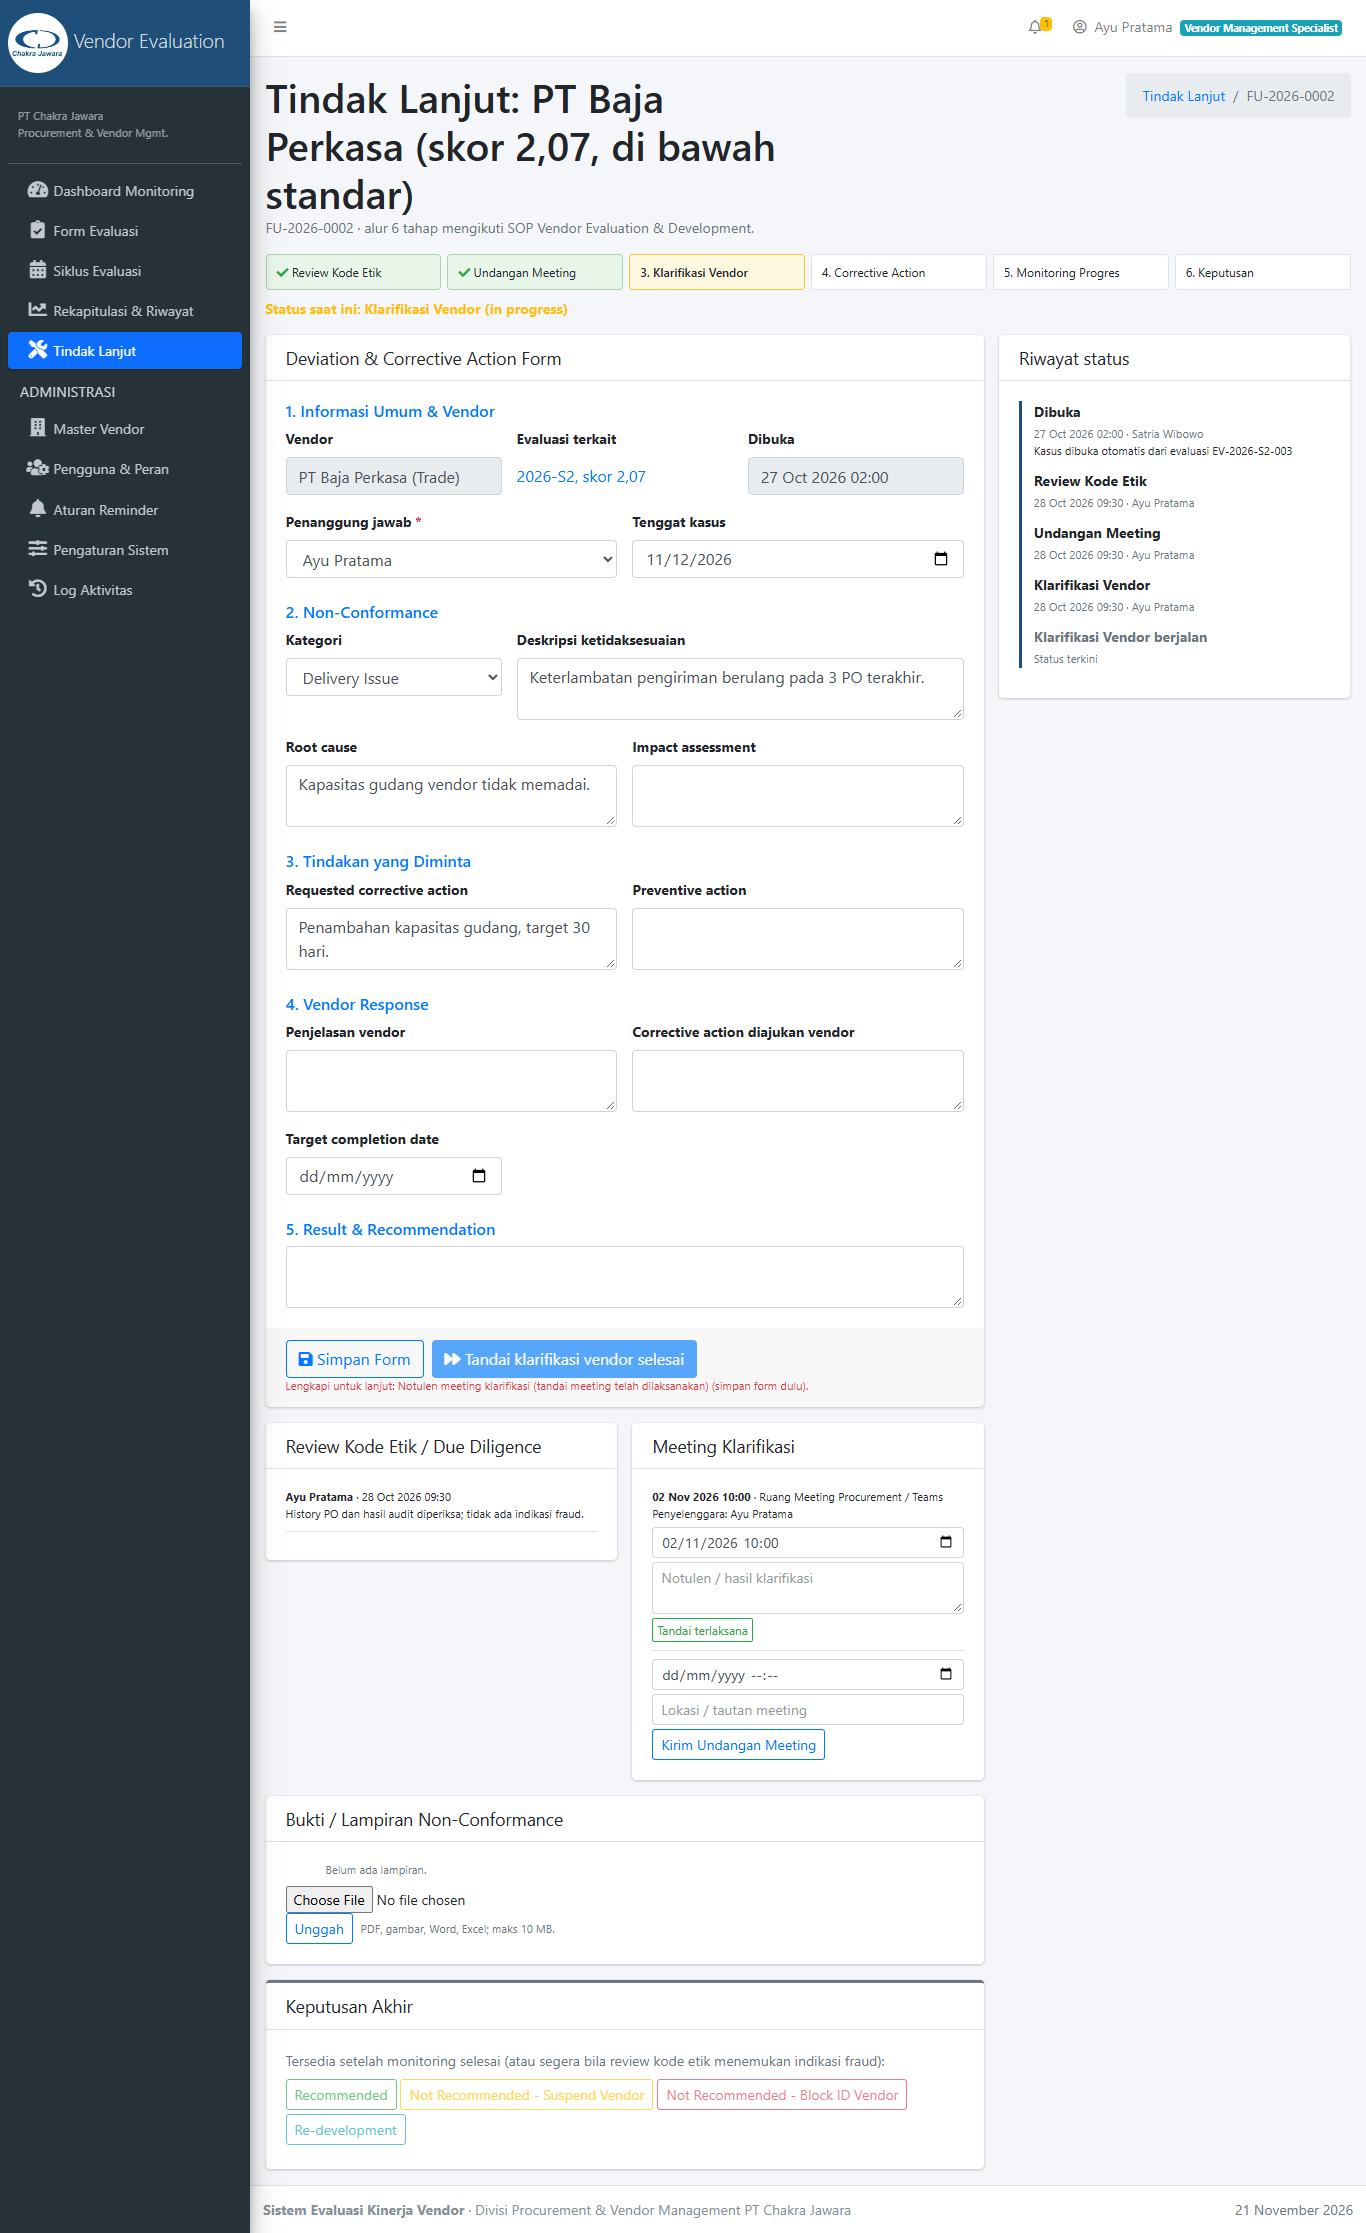 Chakra Jawara
Vendor Evaluation
PT Chakra Jawara
Procurement & Vendor Mgmt.
Dashboard Monitoring
Form Evaluasi
Siklus Evaluasi
Rekapitulasi & Riwayat
Tindak Lanjut
ADMINISTRASI
Master Vendor
Pengguna & Peran
Aturan Reminder
Pengaturan Sistem
Log Aktivitas
1
Ayu Pratama Vendor Management Specialist
Tindak Lanjut: PT Baja
Perkasa (skor 2,07, di bawah
standar)
Tindak Lanjut / FU-2026-0002
FU-2026-0002 · alur 6 tahap mengikuti SOP Vendor Evaluation & Development.
Review Kode Etik
Undangan Meeting
3. Klarifikasi Vendor
4. Corrective Action
5. Monitoring Progres
6. Keputusan
Status saat ini: Klarifikasi Vendor (in progress)
Deviation & Corrective Action Form
1. Informasi Umum & Vendor
Vendor
Evaluasi terkait
Dibuka
PT Baja Perkasa (Trade)
2026-S2, skor 2,07
27 Oct 2026 02:00
Penanggung jawab *
Tenggat kasus
Ayu Pratama
11/12/2026
2. Non-Conformance
Kategori
Deskripsi ketidaksesuaian
Delivery Issue
Keterlambatan pengiriman berulang pada 3 PO terakhir.
Root cause
Impact assessment
Kapasitas gudang vendor tidak memadai.
3. Tindakan yang Diminta
Requested corrective action
Preventive action
Penambahan kapasitas gudang, target 30
hari.
4. Vendor Response
Penjelasan vendor
Corrective action diajukan vendor
Target completion date
dd/mm/yyyy
5. Result & Recommendation
Simpan Form
Tandai klarifikasi vendor selesai
Lengkapi untuk lanjut: Notulen meeting klarifikasi (tandai meeting telah dilaksanakan) (simpan form dulu).
Riwayat status
Dibuka
27 Oct 2026 02:00 · Satria Wibowo
Kasus dibuka otomatis dari evaluasi EV-2026-S2-003
Review Kode Etik
28 Oct 2026 09:30 · Ayu Pratama
Undangan Meeting
28 Oct 2026 09:30 · Ayu Pratama
Klarifikasi Vendor
28 Oct 2026 09:30 · Ayu Pratama
Klarifikasi Vendor berjalan
Status terkini
Review Kode Etik / Due Diligence
Ayu Pratama · 28 Oct 2026 09:30
History PO dan hasil audit diperiksa; tidak ada indikasi fraud.
Meeting Klarifikasi
02 Nov 2026 10:00 · Ruang Meeting Procurement / Teams
Penyelenggara: Ayu Pratama
02/11/2026 10:00
Notulen / hasil klarifikasi
Tandai terlaksana
dd/mm/yyyy --:--
Lokasi / tautan meeting
Kirim Undangan Meeting
Bukti / Lampiran Non-Conformance
Belum ada lampiran.
Choose File No file chosen
Unggah PDF, gambar, Word, Excel; maks 10 MB.
Keputusan Akhir
Tersedia setelah monitoring selesai (atau segera bila review kode etik menemukan indikasi fraud):
Recommended
Not Recommended - Suspend Vendor
Not Recommended - Block ID Vendor
Re-development
Sistem Evaluasi Kinerja Vendor · Divisi Procurement & Vendor Management PT Chakra Jawara
21 November 2026